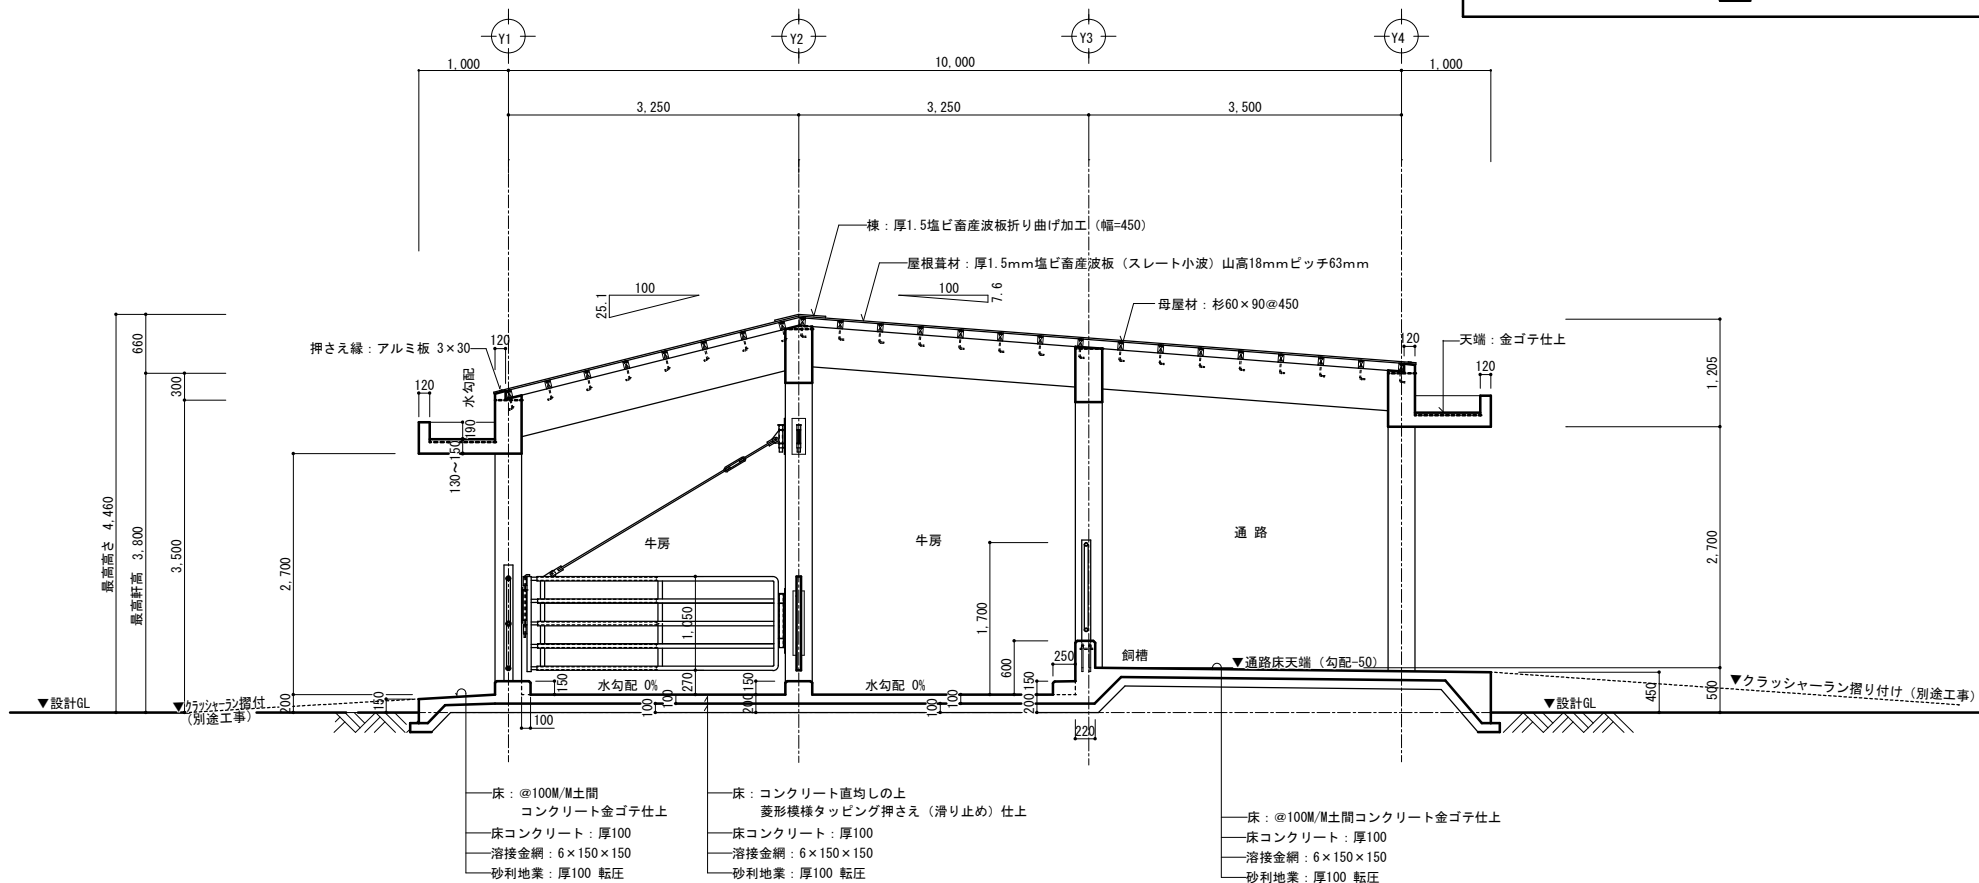 Y1
Y2
Y3
Y4
1,000
10,000
1,000
3,250
3,250
3,500
棟：厚1.5塩ビ畜産波板折り曲げ加工（幅=450）
屋根葺材：厚1.5mm塩ビ畜産波板（スレート小波）山高18mmピッチ63mm
母屋材：杉60×90@450
天端：金ゴテ仕上
押さえ縁：アルミ板 3×30
25.1
100
100
7.6
120
120
120
120
水勾配
190
130～150
660
300
最高高さ 4,460
最高軒高 3,800
3,500
2,700
200
1,205
2,700
500
450
牛房
牛房
通 路
1,050
270
1,700
600
250
飼槽
▼通路床天端（勾配-50）
▼クラッシャーラン摺り付け（別途工事）
▼設計GL
▼設計GL
▼クラッシャーラン摺付
（別途工事）
150
150
水勾配 0%
水勾配 0%
150
200
150
200
100
100
100
100
100
220
床：@100M/M土間
コンクリート金ゴテ仕上
床コンクリート：厚100
溶接金網：6×150×150
砂利地業：厚100 転圧
床：コンクリート直均しの上
菱形模様タッピング押さえ（滑り止め）仕上
床コンクリート：厚100
溶接金網：6×150×150
砂利地業：厚100 転圧
床：@100M/M土間コンクリート金ゴテ仕上
床コンクリート：厚100
溶接金網：6×150×150
砂利地業：厚100 転圧